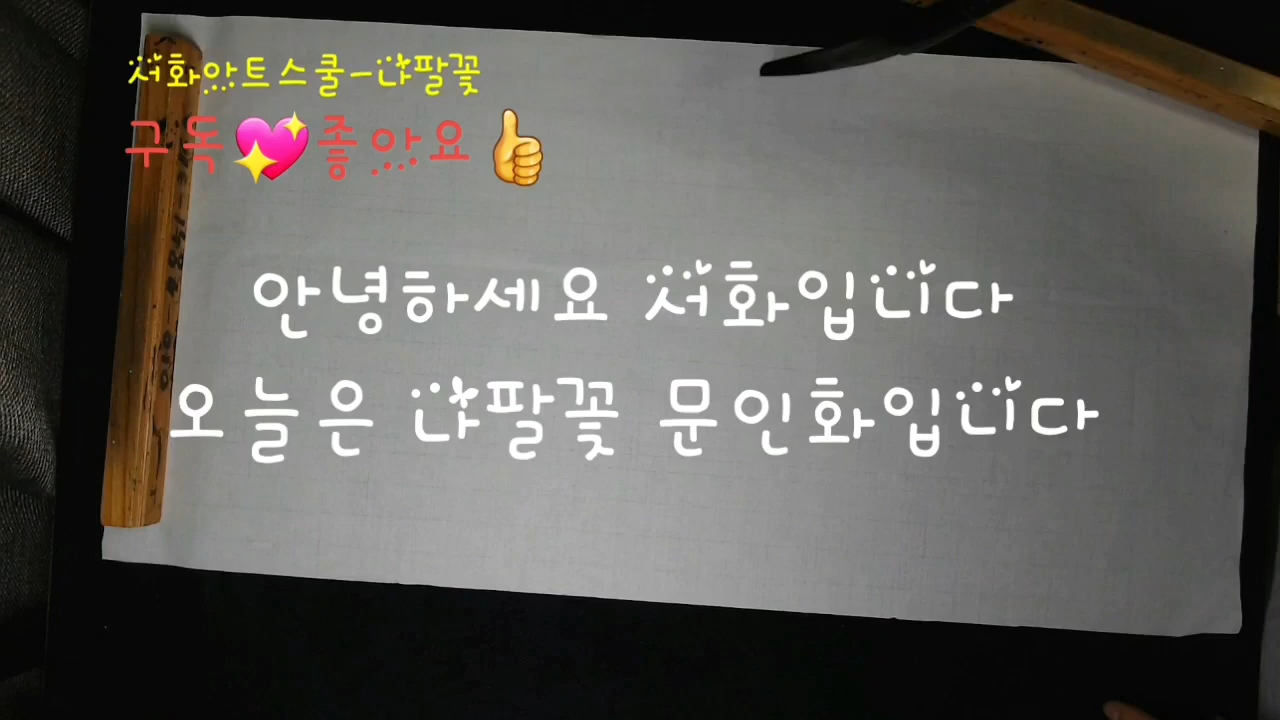 서화아트스쿨-나팔꽃
구독💖좋아요👍
안녕하세요 서화입니다
오늘은 나팔꽃 문인화입니다